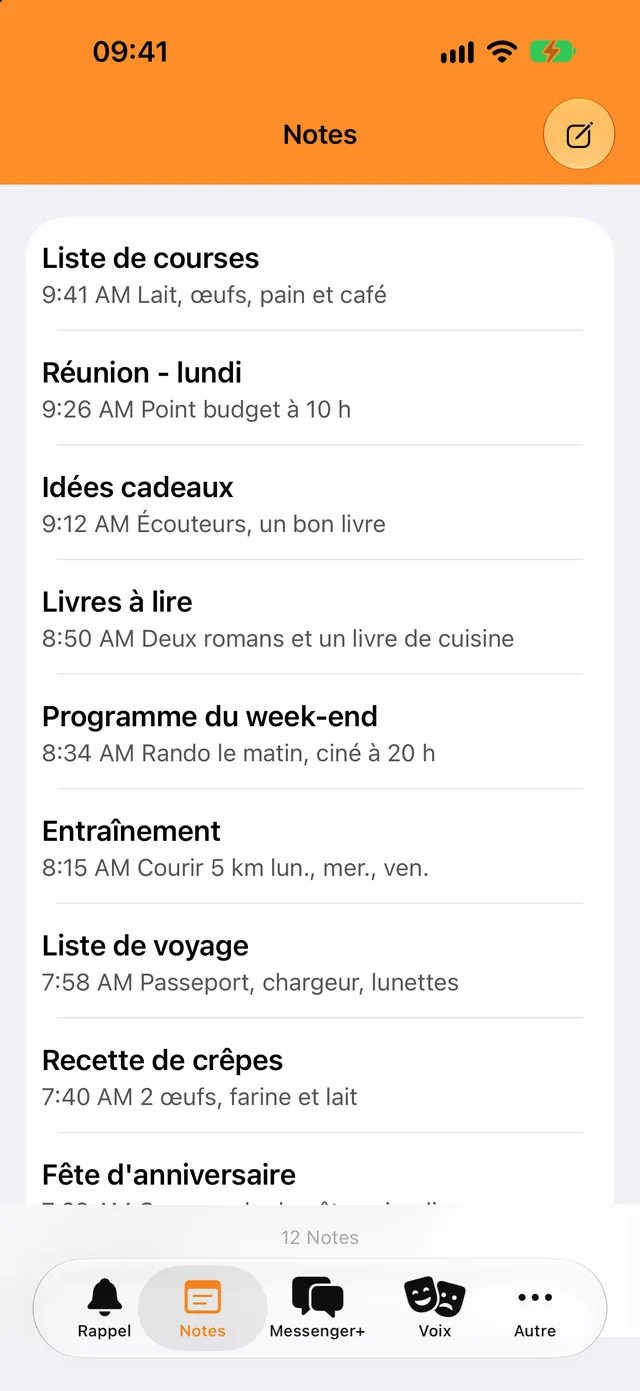 09:41
Notes
Liste de courses
9:41 AM Lait, œufs, pain et café
Réunion - lundi
9:26 AM Point budget à 10 h
Idées cadeaux
9:12 AM Écouteurs, un bon livre
Livres à lire
8:50 AM Deux romans et un livre de cuisine
Programme du week-end
8:34 AM Rando le matin, ciné à 20 h
Entraînement
8:15 AM Courir 5 km lun., mer., ven.
Liste de voyage
7:58 AM Passeport, chargeur, lunettes
Recette de crêpes
7:40 AM 2 œufs, farine et lait
Fête d'anniversaire
12 Notes
Rappel
Notes
Messenger+
Voix
Autre